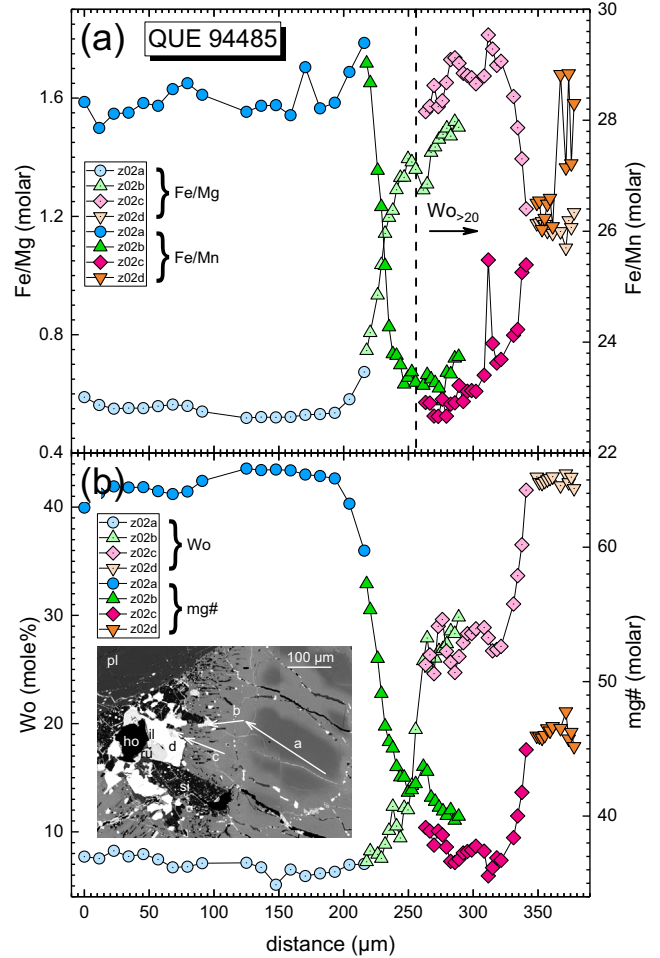 (a)
QUE 94485
Fe/Mg (molar)
0.4
0.8
1.2
1.6
Fe/Mn (molar)
22
24
26
28
30
z02a
z02b
z02c
z02d
Fe/Mg
z02a
z02b
z02c
z02d
Fe/Mn
Wo>20
(b)
Wo (mole%)
10
20
30
40
mg# (molar)
40
50
60
z02a
z02b
z02c
z02d
Wo
z02a
z02b
z02c
z02d
mg#
pl
100 µm
b
a
ho
il
d
ru
c
si
0
50
100
150
200
250
300
350
distance (µm)